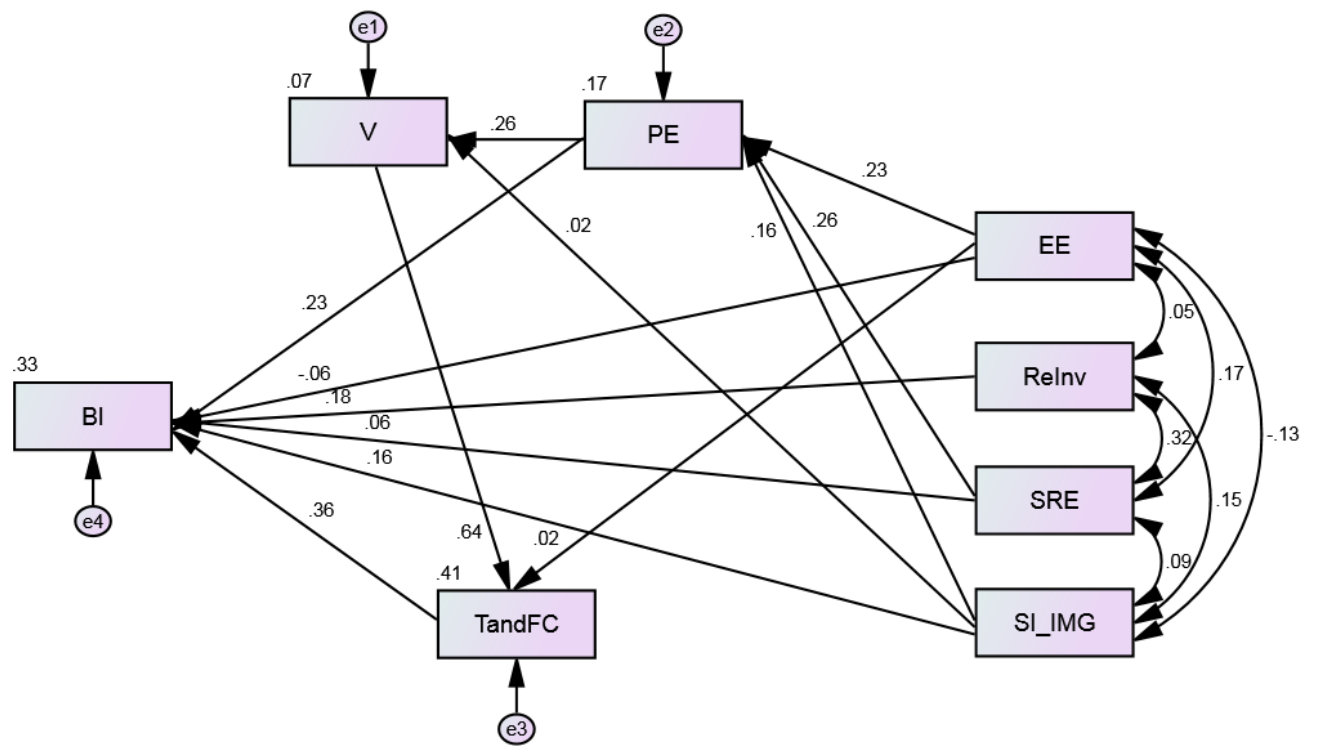 e1
e2
.07
.17
V
.26
PE
.23
.02
.16
.26
EE
.05
.23
.33
-.06
.18
ReInv
.17
BI
.06
.32
-.13
.16
SRE
.15
e4
.36
.64
.02
.09
.41
TandFC
SI_IMG
e3